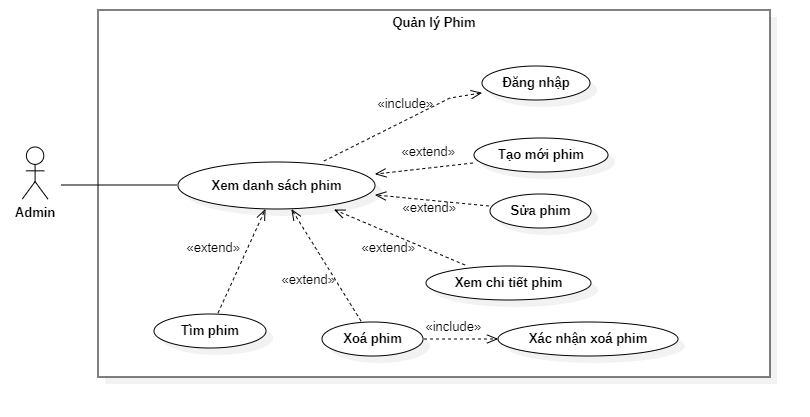 Quản lý Phim
Đăng nhập
«include»
Tạo mới phim
«extend»
Xem danh sách phim
Admin
Sửa phim
«extend»
«extend»
«extend»
Xem chi tiết phim
«extend»
Tìm phim
Xoá phim
«include»
Xác nhận xoá phim